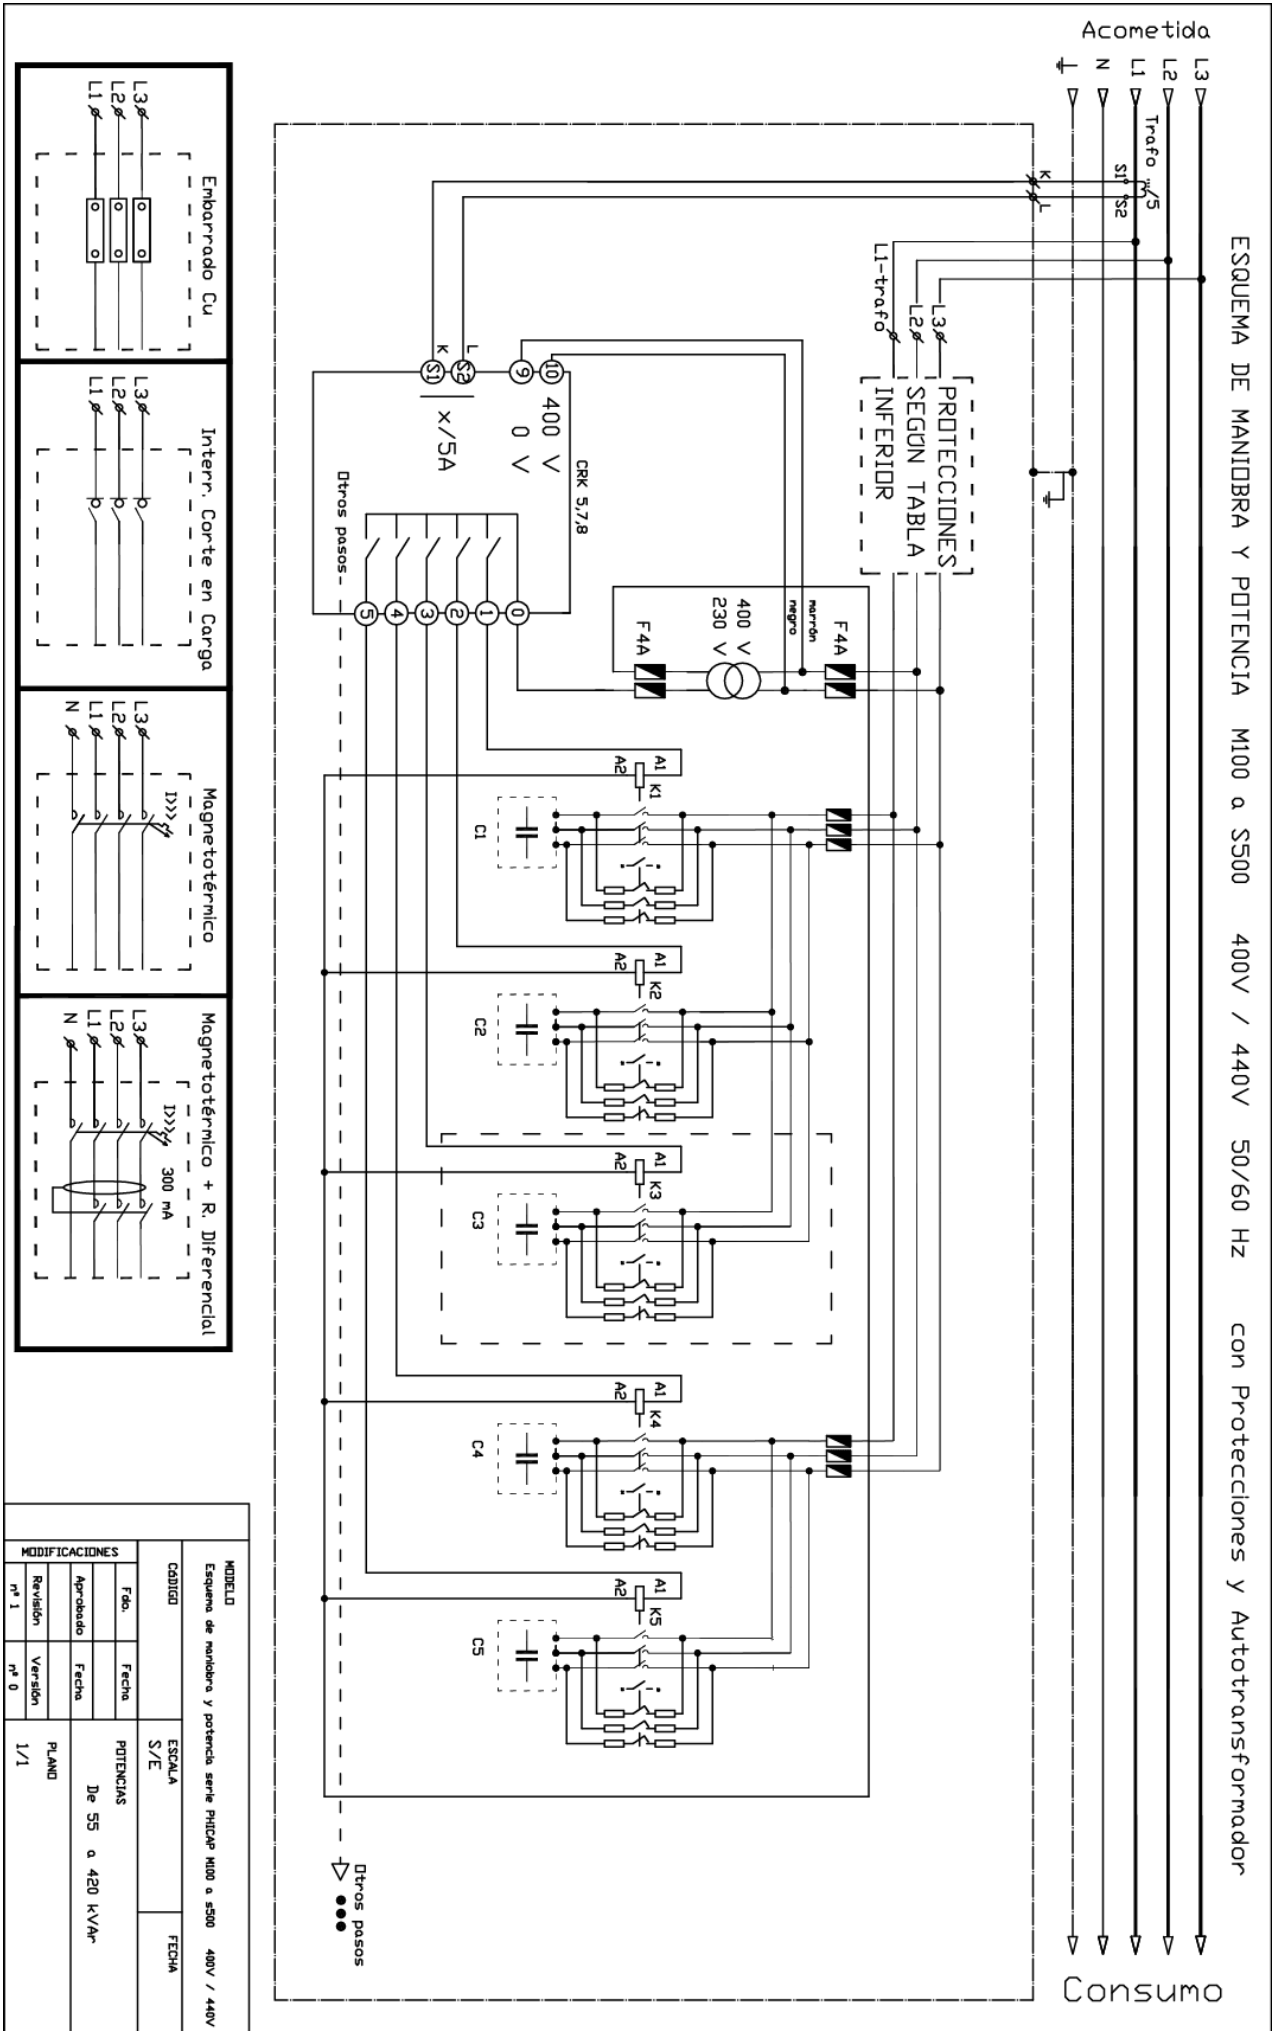 ESQUEMA DE MANIOBRA Y POTENCIA M100 a S500 400V / 440V 50/60 Hz con Protecciones y Autotransformador
Acometida
L3
L2
L1
N
Trafo .../5
S1
S2
K
L
Consumo
L3
L2
L1-trafo
PROTECCIONES
SEGÚN TABLA
INFERIOR
K
L
S1
S2
9
10
x/5A
400 V
0 V
CRK 5,7,8
Otros pasos
5
4
3
2
1
0
marrón
negro
F4A
400 V
230 V
F4A
A1
A2
K1
C1
A1
A2
K2
C2
A1
A2
K3
C3
A1
A2
K4
C4
A1
A2
K5
C5
Otros pasos
Embarrado Cu
L3
L2
L1
Interr. Corte en Carga
L3
L2
L1
Magnetotérmico
L3
L2
L1
N
I>>>
Magnetotérmico + R. Diferencial
L3
L2
L1
N
I>>>
300 mA
MODELO
Esquema de maniobra y potencia serie PHICAP M100 a s500 400V / 440V
CóDIGO
ESCALA
S/E
FECHA
MODIFICACIONES
Fdo.
Fecha
Aprobado
Fecha
Revisión
Versión
nº 1
nº 0
POTENCIAS
De 55 a 420 kVAr
PLANO
1/1